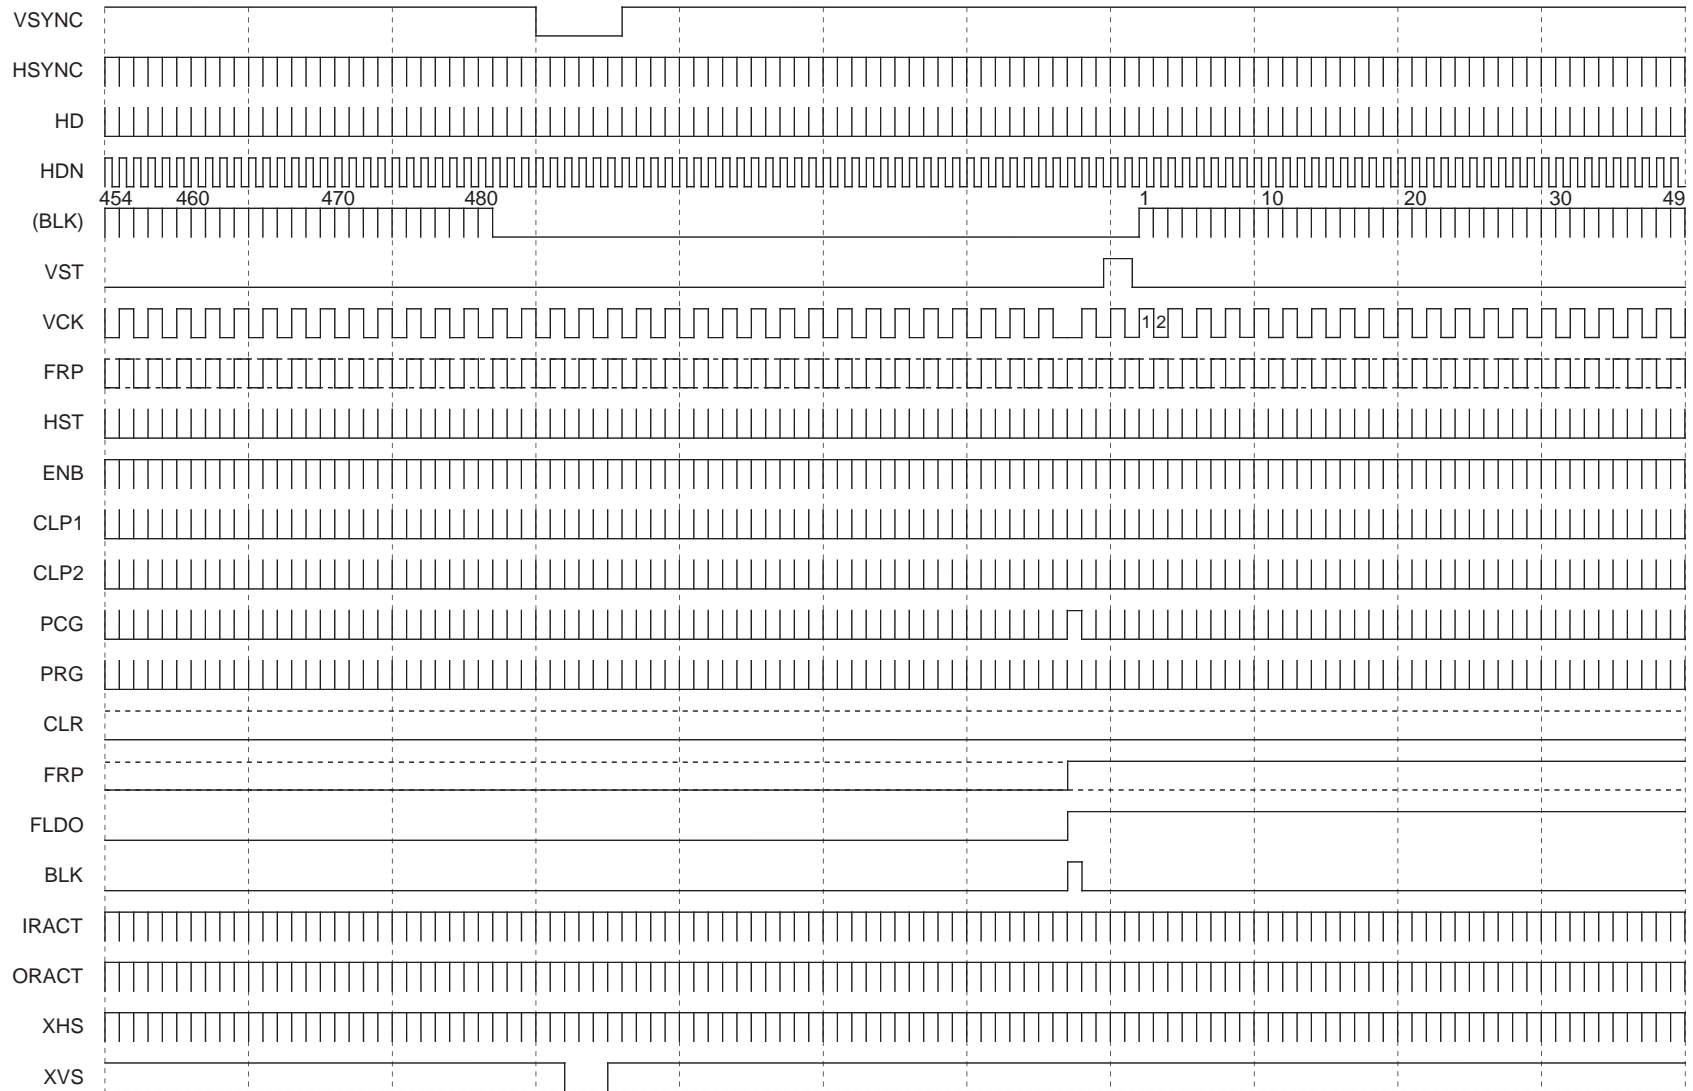 VSYNC
HSYNC
HD
HDN
454 460 470 480 1 10 20 30 49
(BLK)
VST
VCK 1 2
FRP
HST
ENB
CLP1
CLP2
PCG
PRG
CLR
FRP
FLDO
BLK
IRACT
ORACT
XHS
XVS